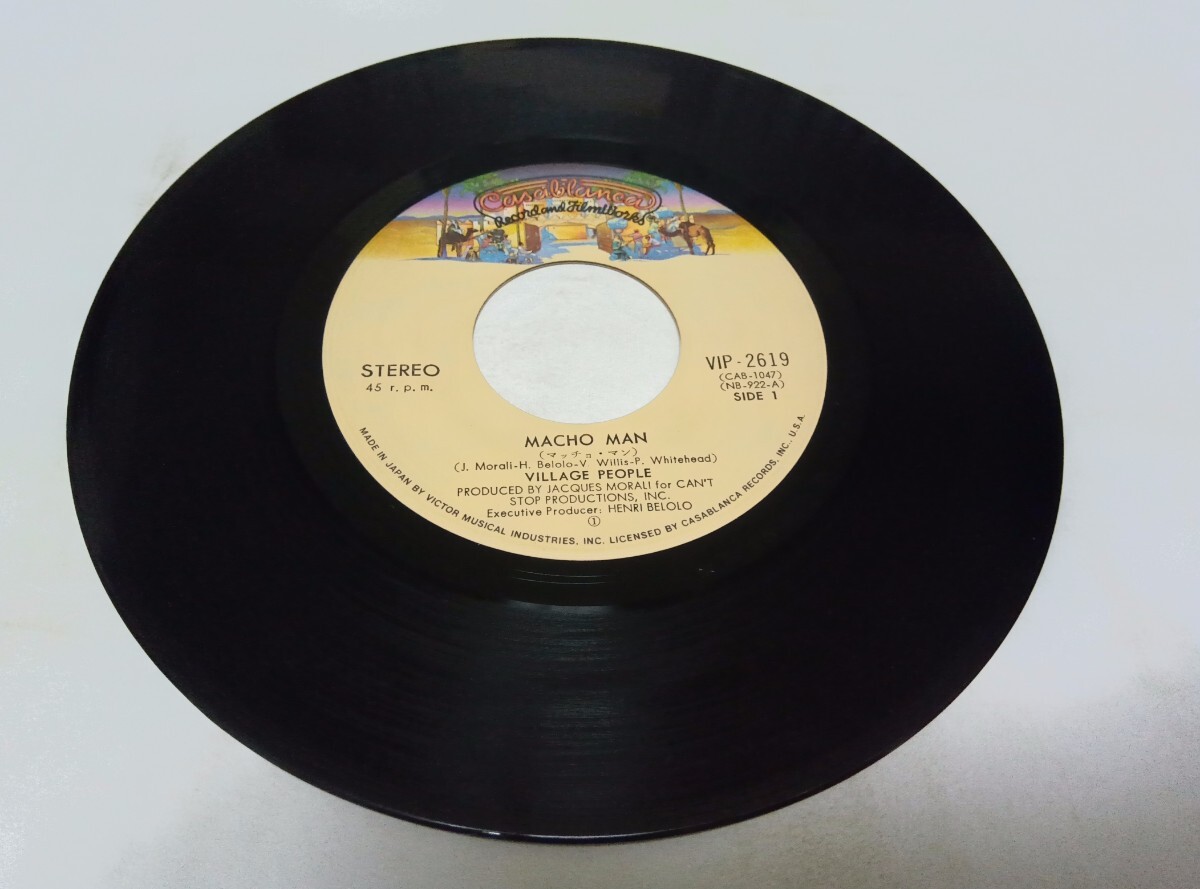 Casablanca
Record and FilmWorks
STEREO
45 r. p. m.
VIP-2619
(CAB-1047)
(NB-922-A)
SIDE 1
MACHO MAN
(マッチョ・マン)
(J. Morali-H. Belolo-V. Willis-P. Whitehead)
VILLAGE PEOPLE
PRODUCED BY JACQUES MORALI for CAN'T
STOP PRODUCTIONS, INC.
Executive Producer: HENRI BELOLO
①
MADE IN JAPAN BY VICTOR MUSICAL INDUSTRIES, INC. LICENSED BY CASABLANCA RECORDS, INC., U.S.A.